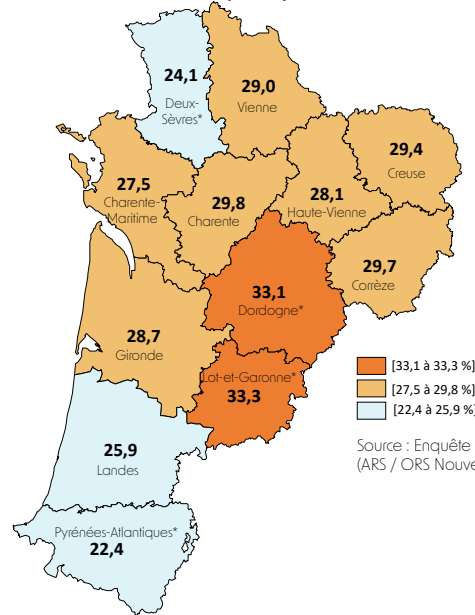 24,1
Deux-
Sèvres*
29,0
Vienne
27,5
Charente-
Maritime
29,8
Charente
28,1
Haute-Vienne
29,4
Creuse
29,7
Corrèze
33,1
Dordogne*
28,7
Gironde
Lot-et-Garonne*
33,3
25,9
Landes
Pyrénées-Atlantiques*
22,4
[33,1 à 33,3 %]
[27,5 à 29,8 %]
[22,4 à 25,9 %]
Source : Enquête
(ARS / ORS Nouve